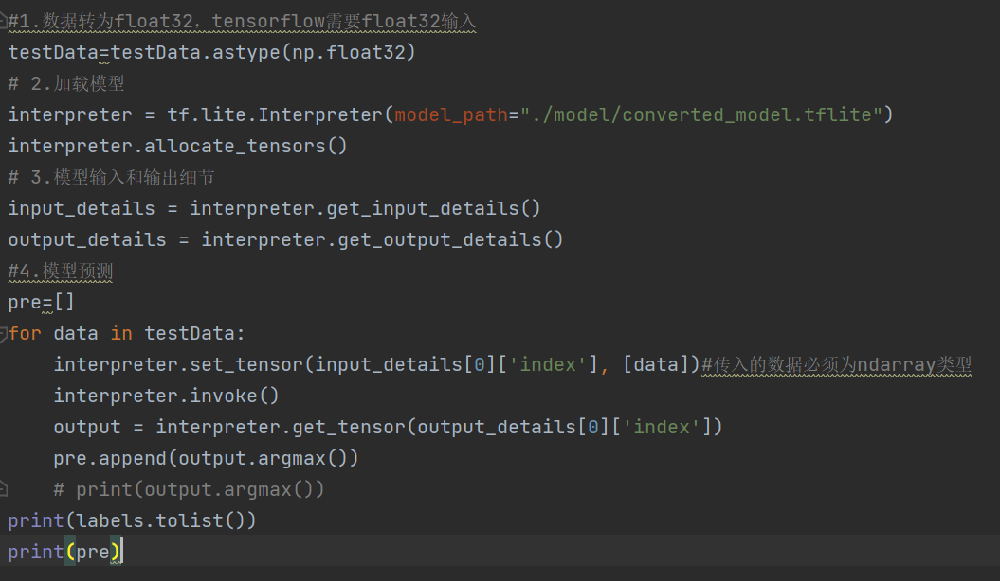 #1.数据转为float32，tensorflow需要float32输入
testData=testData.astype(np.float32)
# 2.加载模型
interpreter = tf.lite.Interpreter(model_path="./model/converted_model.tflite")
interpreter.allocate_tensors()
# 3.模型输入和输出细节
input_details = interpreter.get_input_details()
output_details = interpreter.get_output_details()
#4.模型预测
pre=[]
for data in testData:
    interpreter.set_tensor(input_details[0]['index'], [data])#传入的数据必须为ndarray类型
    interpreter.invoke()
    output = interpreter.get_tensor(output_details[0]['index'])
    pre.append(output.argmax())
    # print(output.argmax())
print(labels.tolist())
print(pre)